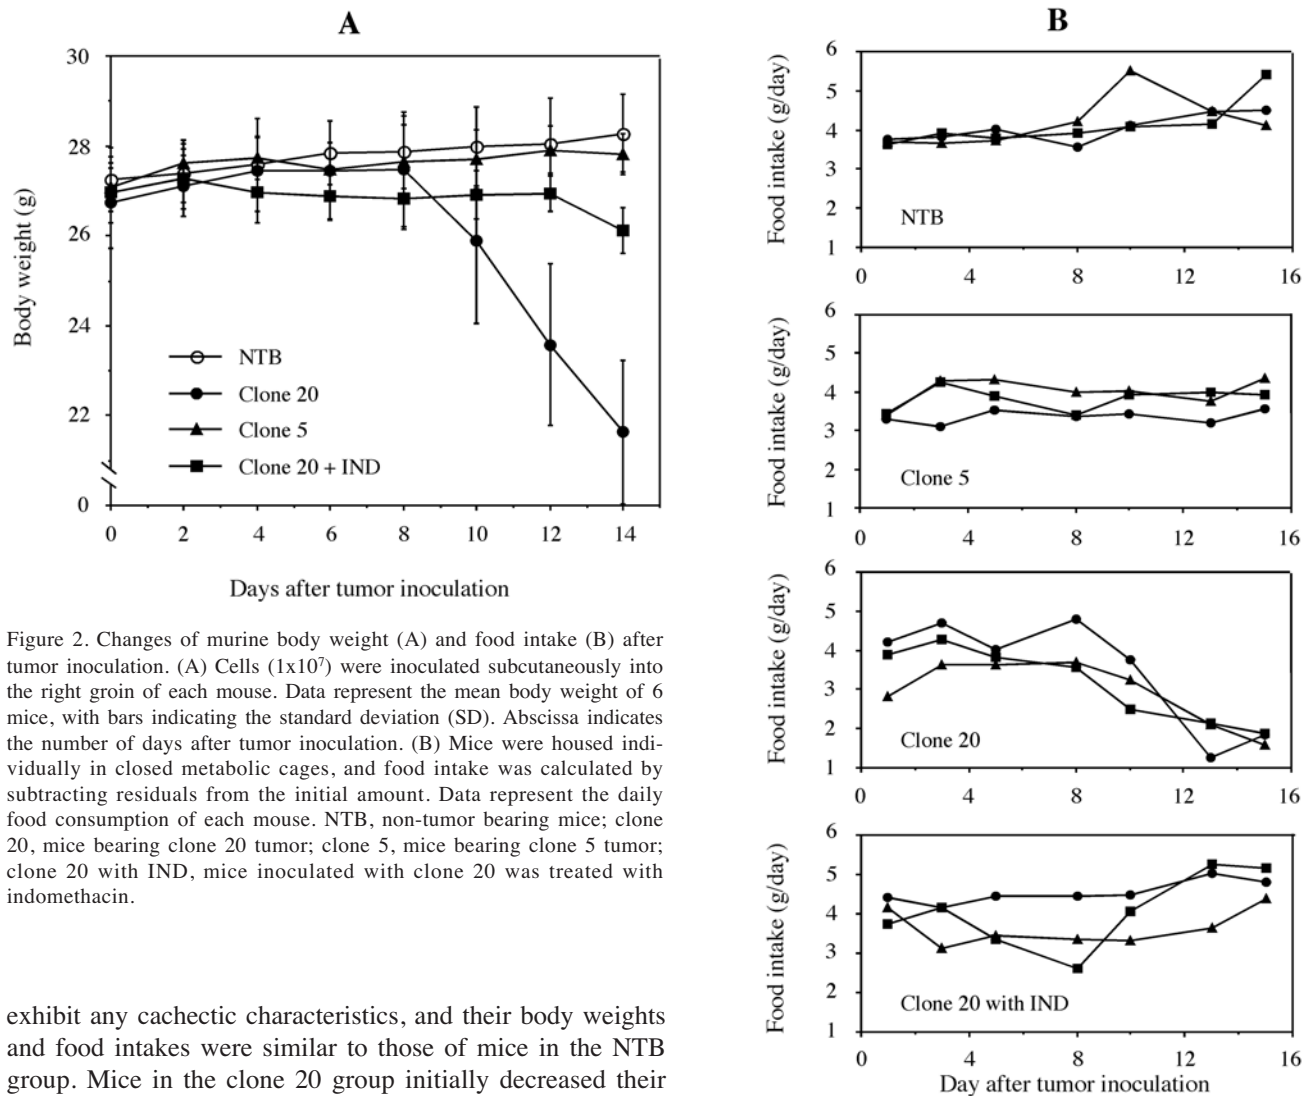 A
30
28
26
24
22
0
Body weight (g)
NTB
Clone 20
Clone 5
Clone 20 + IND
0 2 4 6 8 10 12 14
Days after tumor inoculation
Figure 2. Changes of murine body weight (A) and food intake (B) after
tumor inoculation. (A) Cells (1x10⁷) were inoculated subcutaneously into
the right groin of each mouse. Data represent the mean body weight of 6
mice, with bars indicating the standard deviation (SD). Abscissa indicates
the number of days after tumor inoculation. (B) Mice were housed indi-
vidually in closed metabolic cages, and food intake was calculated by
subtracting residuals from the initial amount. Data represent the daily
food consumption of each mouse. NTB, non-tumor bearing mice; clone
20, mice bearing clone 20 tumor; clone 5, mice bearing clone 5 tumor;
clone 20 with IND, mice inoculated with clone 20 was treated with
indomethacin.
exhibit any cachectic characteristics, and their body weights
and food intakes were similar to those of mice in the NTB
group. Mice in the clone 20 group initially decreased their
B
6
5
4
3
2
1
Food intake (g/day)
NTB
0 4 8 12 16
6
5
4
3
2
1
Food intake (g/day)
Clone 5
0 4 8 12 16
6
5
4
3
2
1
Food intake (g/day)
Clone 20
0 4 8 12 16
6
5
4
3
2
1
Food intake (g/day)
Clone 20 with IND
0 4 8 12 16
Day after tumor inoculation